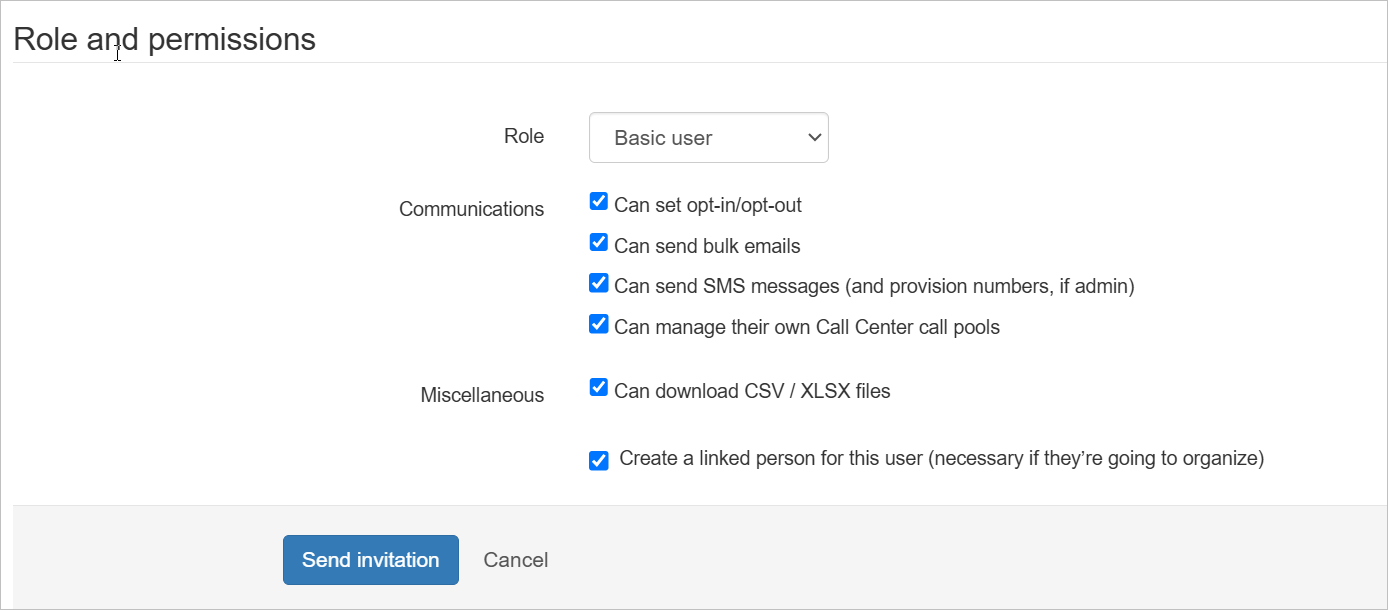 Role and permissions
Role
Basic user
Communications
Can set opt-in/opt-out
Can send bulk emails
Can send SMS messages (and provision numbers, if admin)
Can manage their own Call Center call pools
Miscellaneous
Can download CSV / XLSX files
Create a linked person for this user (necessary if they’re going to organize)
Send invitation
Cancel